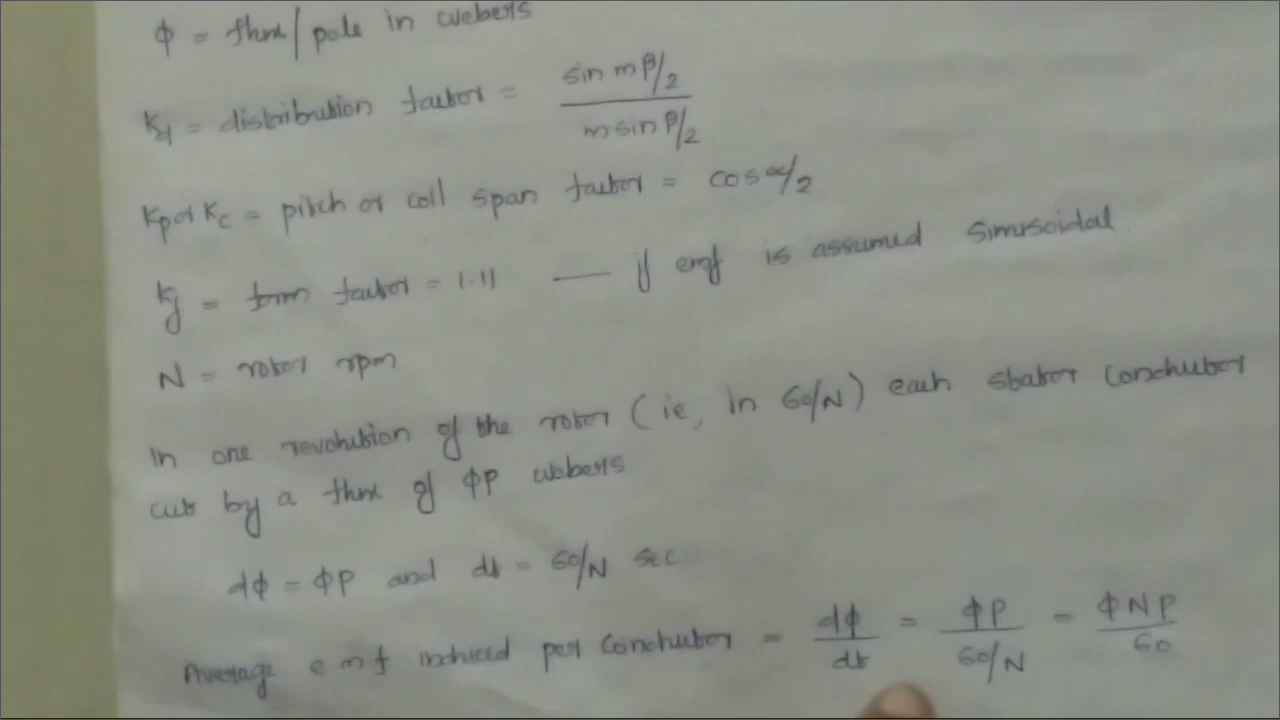 Φ = flux/pole in webers
Kd = distribution factor = sin mβ/2 / m sin β/2
Kp or Kc = pitch or coil span factor = cos α/2
Kf = form factor = 1.11 — if emf is assumed sinusoidal
N = rotor rpm
In one revolution of the rotor (ie, in 60/N) each stator conductor
cut by a flux of ΦP webers
dΦ = ΦP and dt = 60/N sec
Average emf induced per conductor = dΦ/dt = ΦP / 60/N = ΦNP / 60